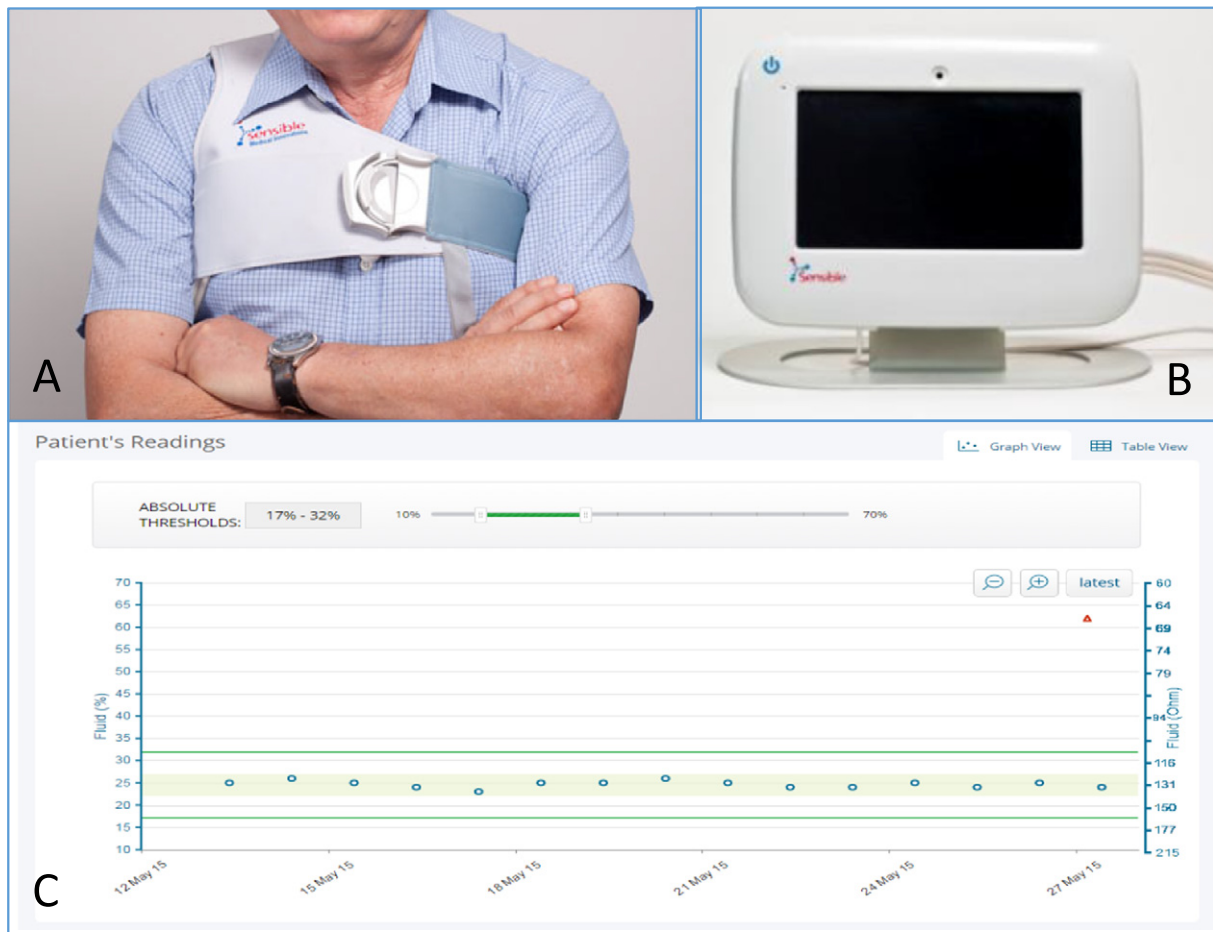 sensible
Medical Innovations
A
sensible
B
Patient's Readings
Graph View
Table View
ABSOLUTE
THRESHOLDS:
17% - 32%
10%
70%
latest
70
65
60
55
50
45
40
35
30
25
20
15
10
Fluid (%)
60
64
69
74
79
94
116
131
150
177
215
Fluid (Ohm)
12 May 15
15 May 15
18 May 15
21 May 15
24 May 15
27 May 15
C